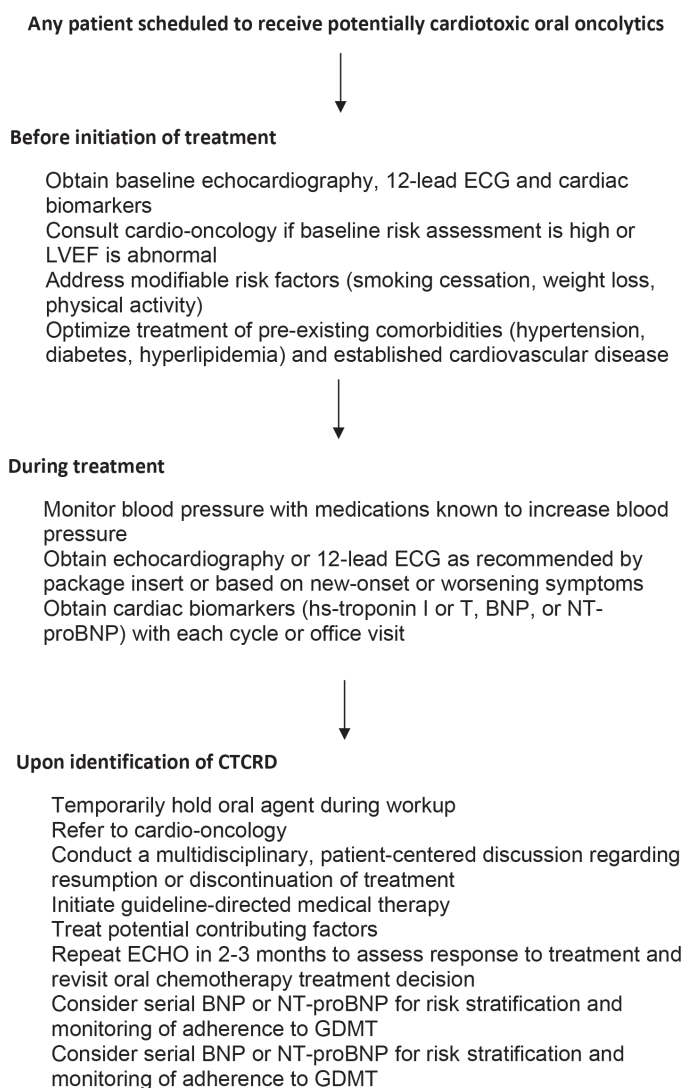 Any patient scheduled to receive potentially cardiotoxic oral oncolytics
Before initiation of treatment
Obtain baseline echocardiography, 12-lead ECG and cardiac
biomarkers
Consult cardio-oncology if baseline risk assessment is high or
LVEF is abnormal
Address modifiable risk factors (smoking cessation, weight loss,
physical activity)
Optimize treatment of pre-existing comorbidities (hypertension,
diabetes, hyperlipidemia) and established cardiovascular disease
During treatment
Monitor blood pressure with medications known to increase blood
pressure
Obtain echocardiography or 12-lead ECG as recommended by
package insert or based on new-onset or worsening symptoms
Obtain cardiac biomarkers (hs-troponin I or T, BNP, or NT-
proBNP) with each cycle or office visit
Upon identification of CTCRD
Temporarily hold oral agent during workup
Refer to cardio-oncology
Conduct a multidisciplinary, patient-centered discussion regarding
resumption or discontinuation of treatment
Initiate guideline-directed medical therapy
Treat potential contributing factors
Repeat ECHO in 2-3 months to assess response to treatment and
revisit oral chemotherapy treatment decision
Consider serial BNP or NT-proBNP for risk stratification and
monitoring of adherence to GDMT
Consider serial BNP or NT-proBNP for risk stratification and
monitoring of adherence to GDMT